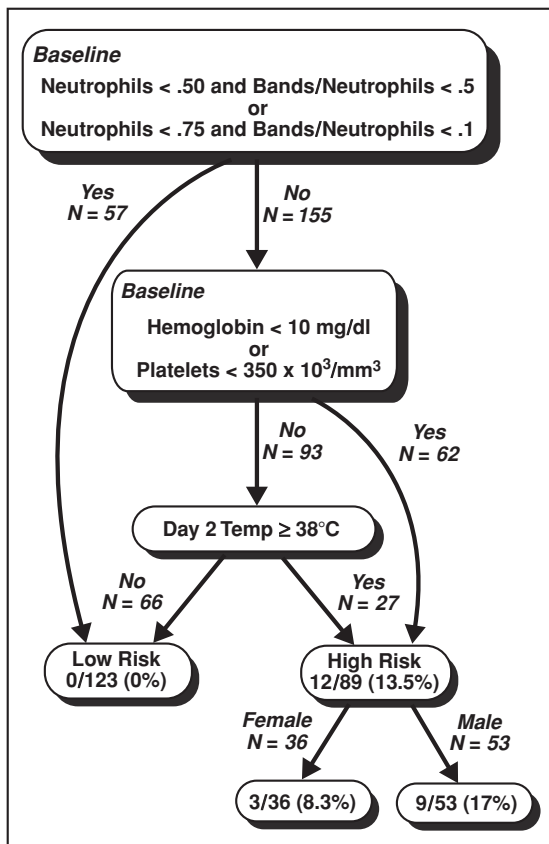 Baseline
Neutrophils < .50 and Bands/Neutrophils < .5
or
Neutrophils < .75 and Bands/Neutrophils < .1
Yes
N = 57
No
N = 155
Baseline
Hemoglobin < 10 mg/dl
or
Platelets < 350 x 10³/mm³
No
N = 93
Yes
N = 62
Day 2 Temp ≥ 38°C
No
N = 66
Yes
N = 27
Low Risk
0/123 (0%)
High Risk
12/89 (13.5%)
Female
N = 36
Male
N = 53
3/36 (8.3%)
9/53 (17%)